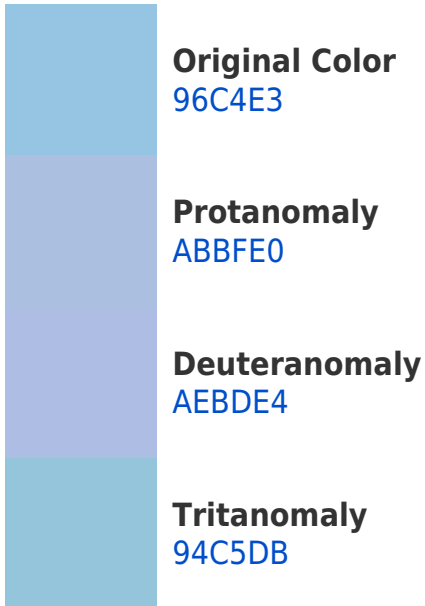 Original Color
96C4E3
Protanomaly
ABBFE0
Deuteranomaly
AEBDE4
Tritanomaly
94C5DB